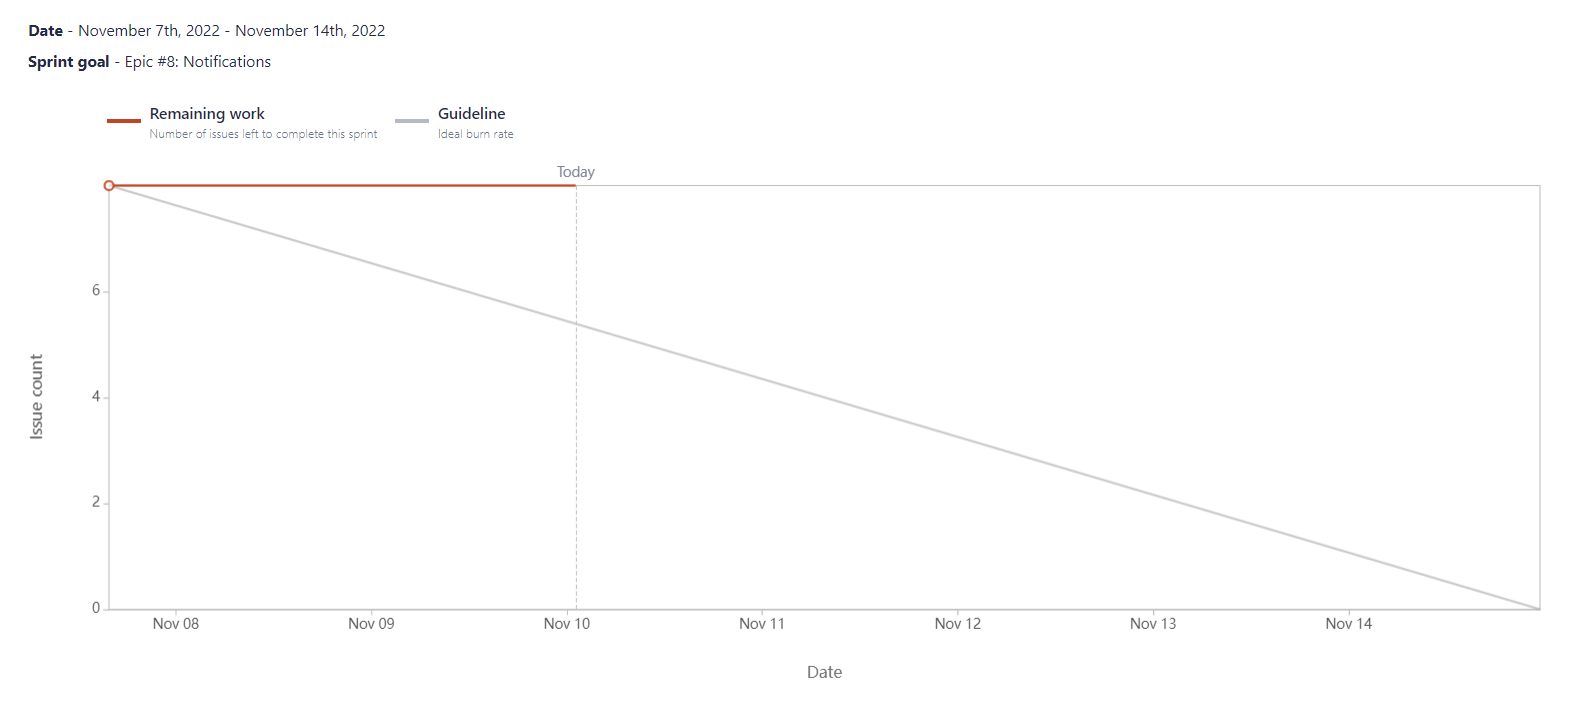 Date - November 7th, 2022 - November 14th, 2022
Sprint goal - Epic #8: Notifications
Remaining work
Number of issues left to complete this sprint
Guideline
Ideal burn rate
Today
6
4
2
0
Issue count
Nov 08 Nov 09 Nov 10 Nov 11 Nov 12 Nov 13 Nov 14
Date